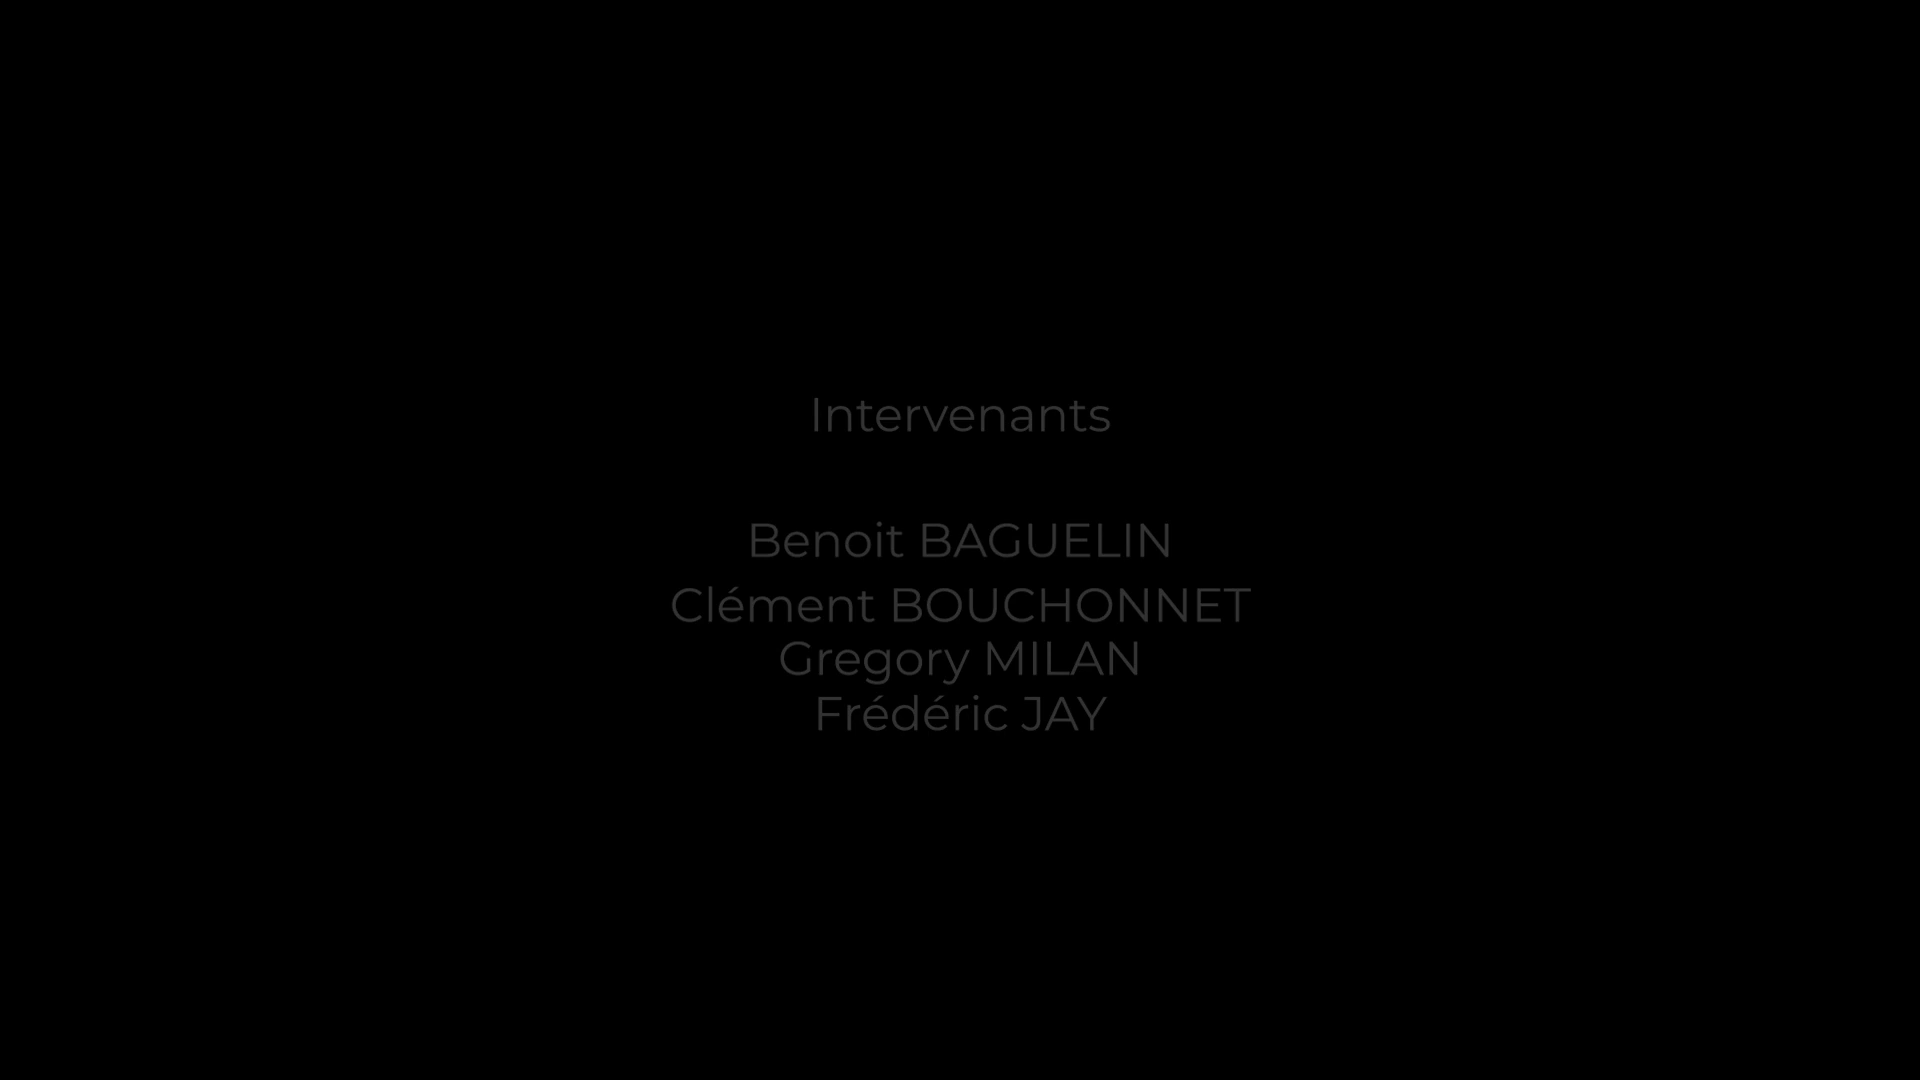 Intervenants
Benoit BAGUELIN
Clément BOUCHONNET
Gregory MILAN
Frédéric JAY